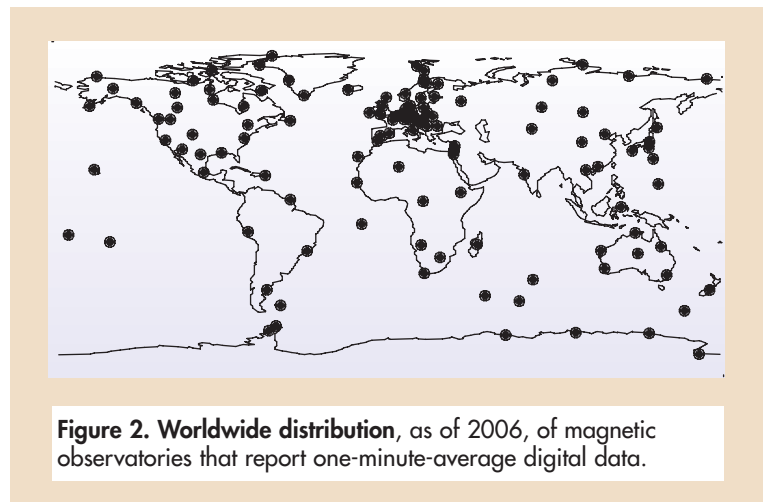 Figure 2. Worldwide distribution, as of 2006, of magnetic
observatories that report one-minute-average digital data.